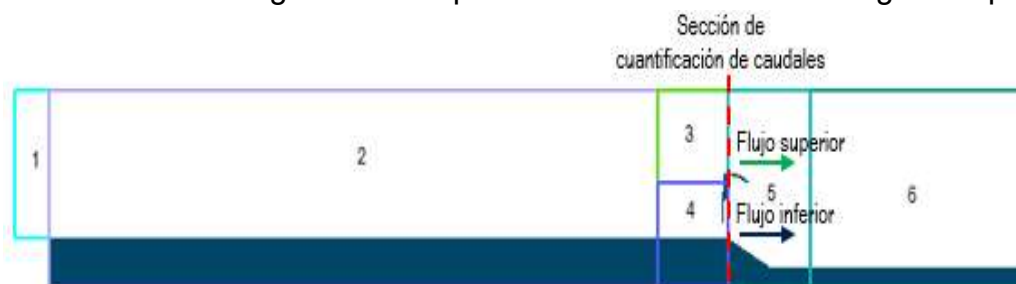 Sección de
cuantificación de caudales
1
2
3
Flujo superior
4
5
6
Flujo inferior